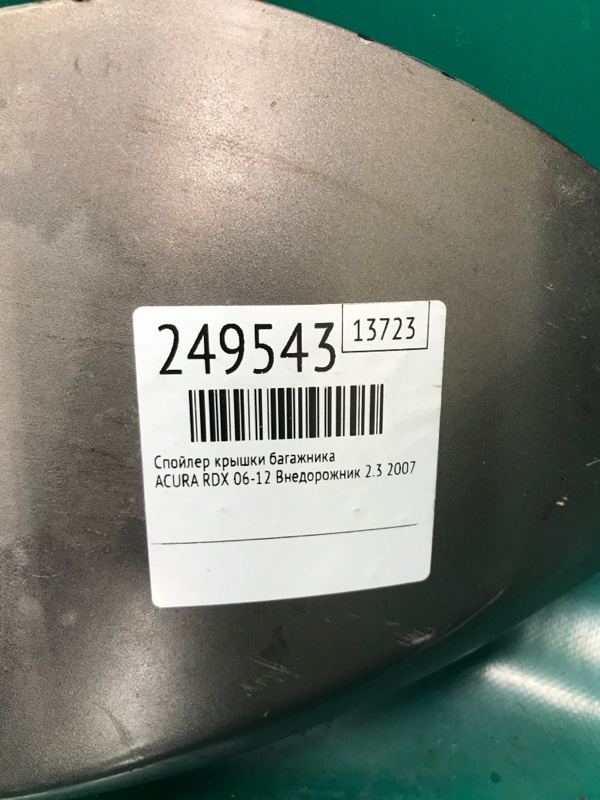 249543
13723
Спойлер крышки багажника
ACURA RDX 06-12 Внедорожник 2.3 2007